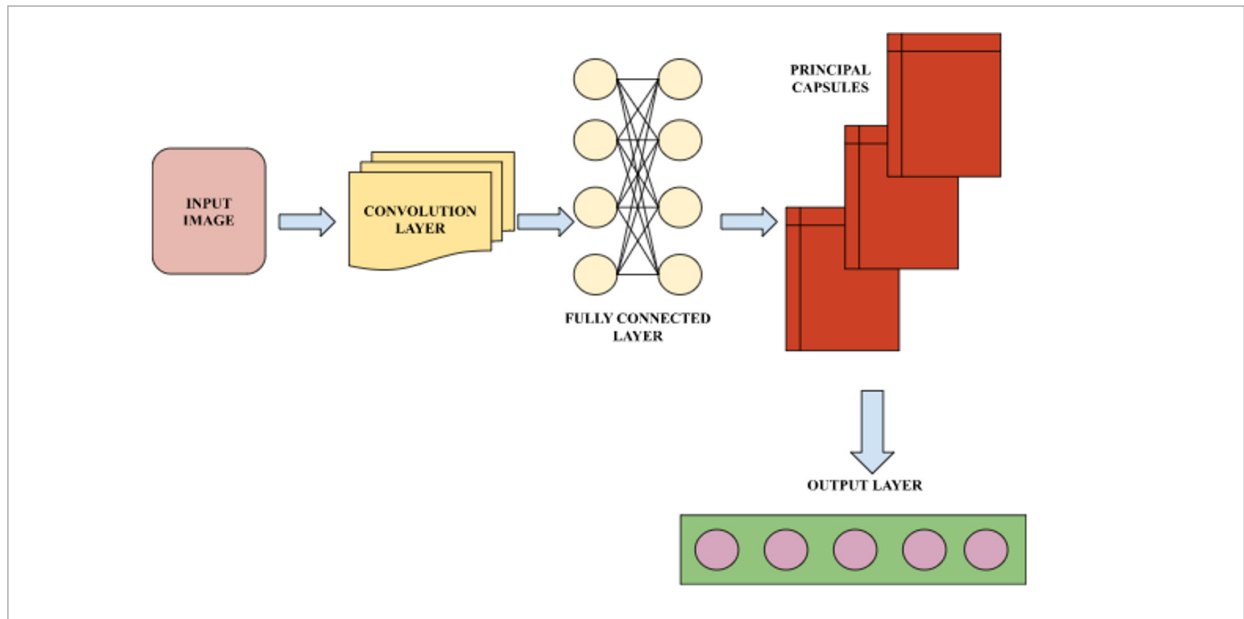 INPUT
IMAGE
CONVOLUTION
LAYER
FULLY CONNECTED
LAYER
PRINCIPAL
CAPSULES
OUTPUT LAYER